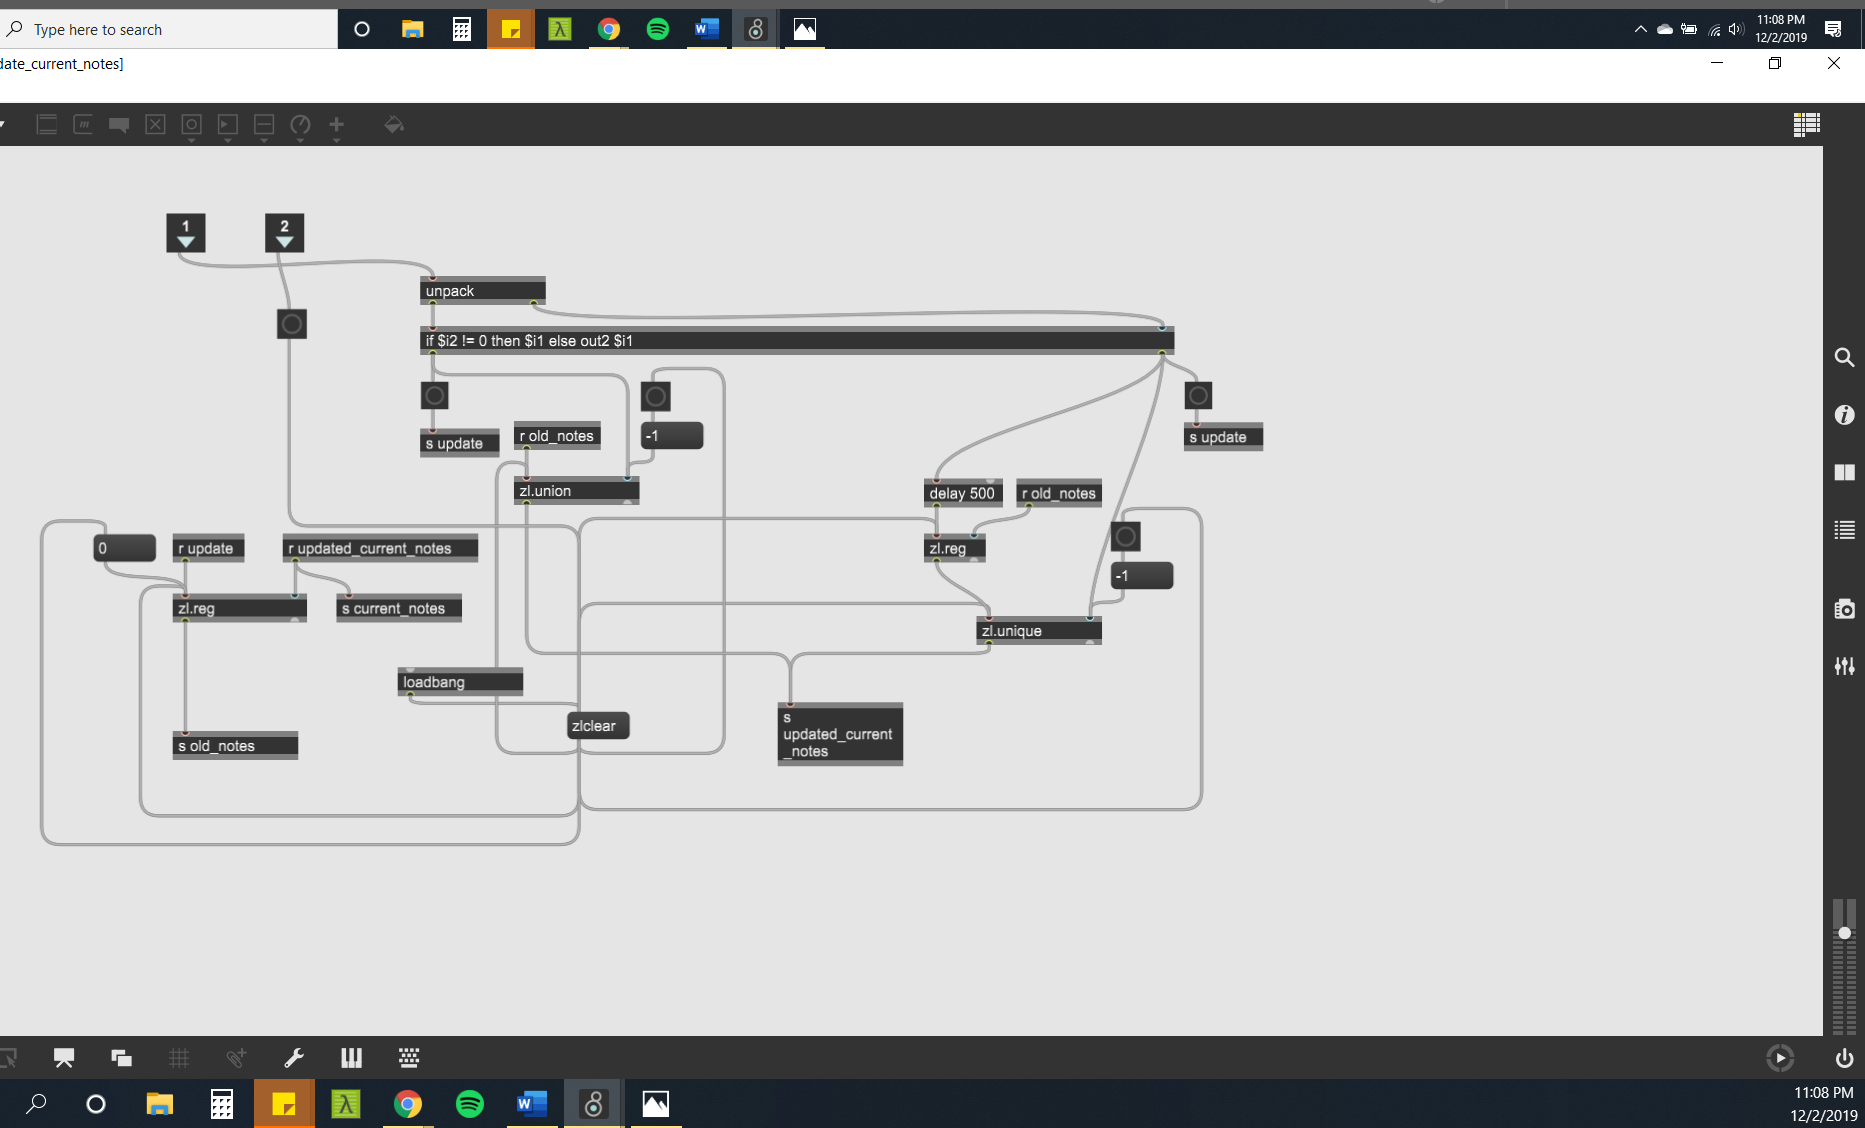 Type here to search
11:08 PM
12/2/2019
date_current_notes]
1
2
unpack
if $i2 != 0 then $i1 else out2 $i1
s update
r old_notes
-1
s update
zl.union
delay 500
r old_notes
0
r update
r updated_current_notes
zl.reg
-1
zl.reg
s current_notes
zl.unique
loadbang
zlclear
s
updated_current
_notes
s old_notes
11:08 PM
12/2/2019